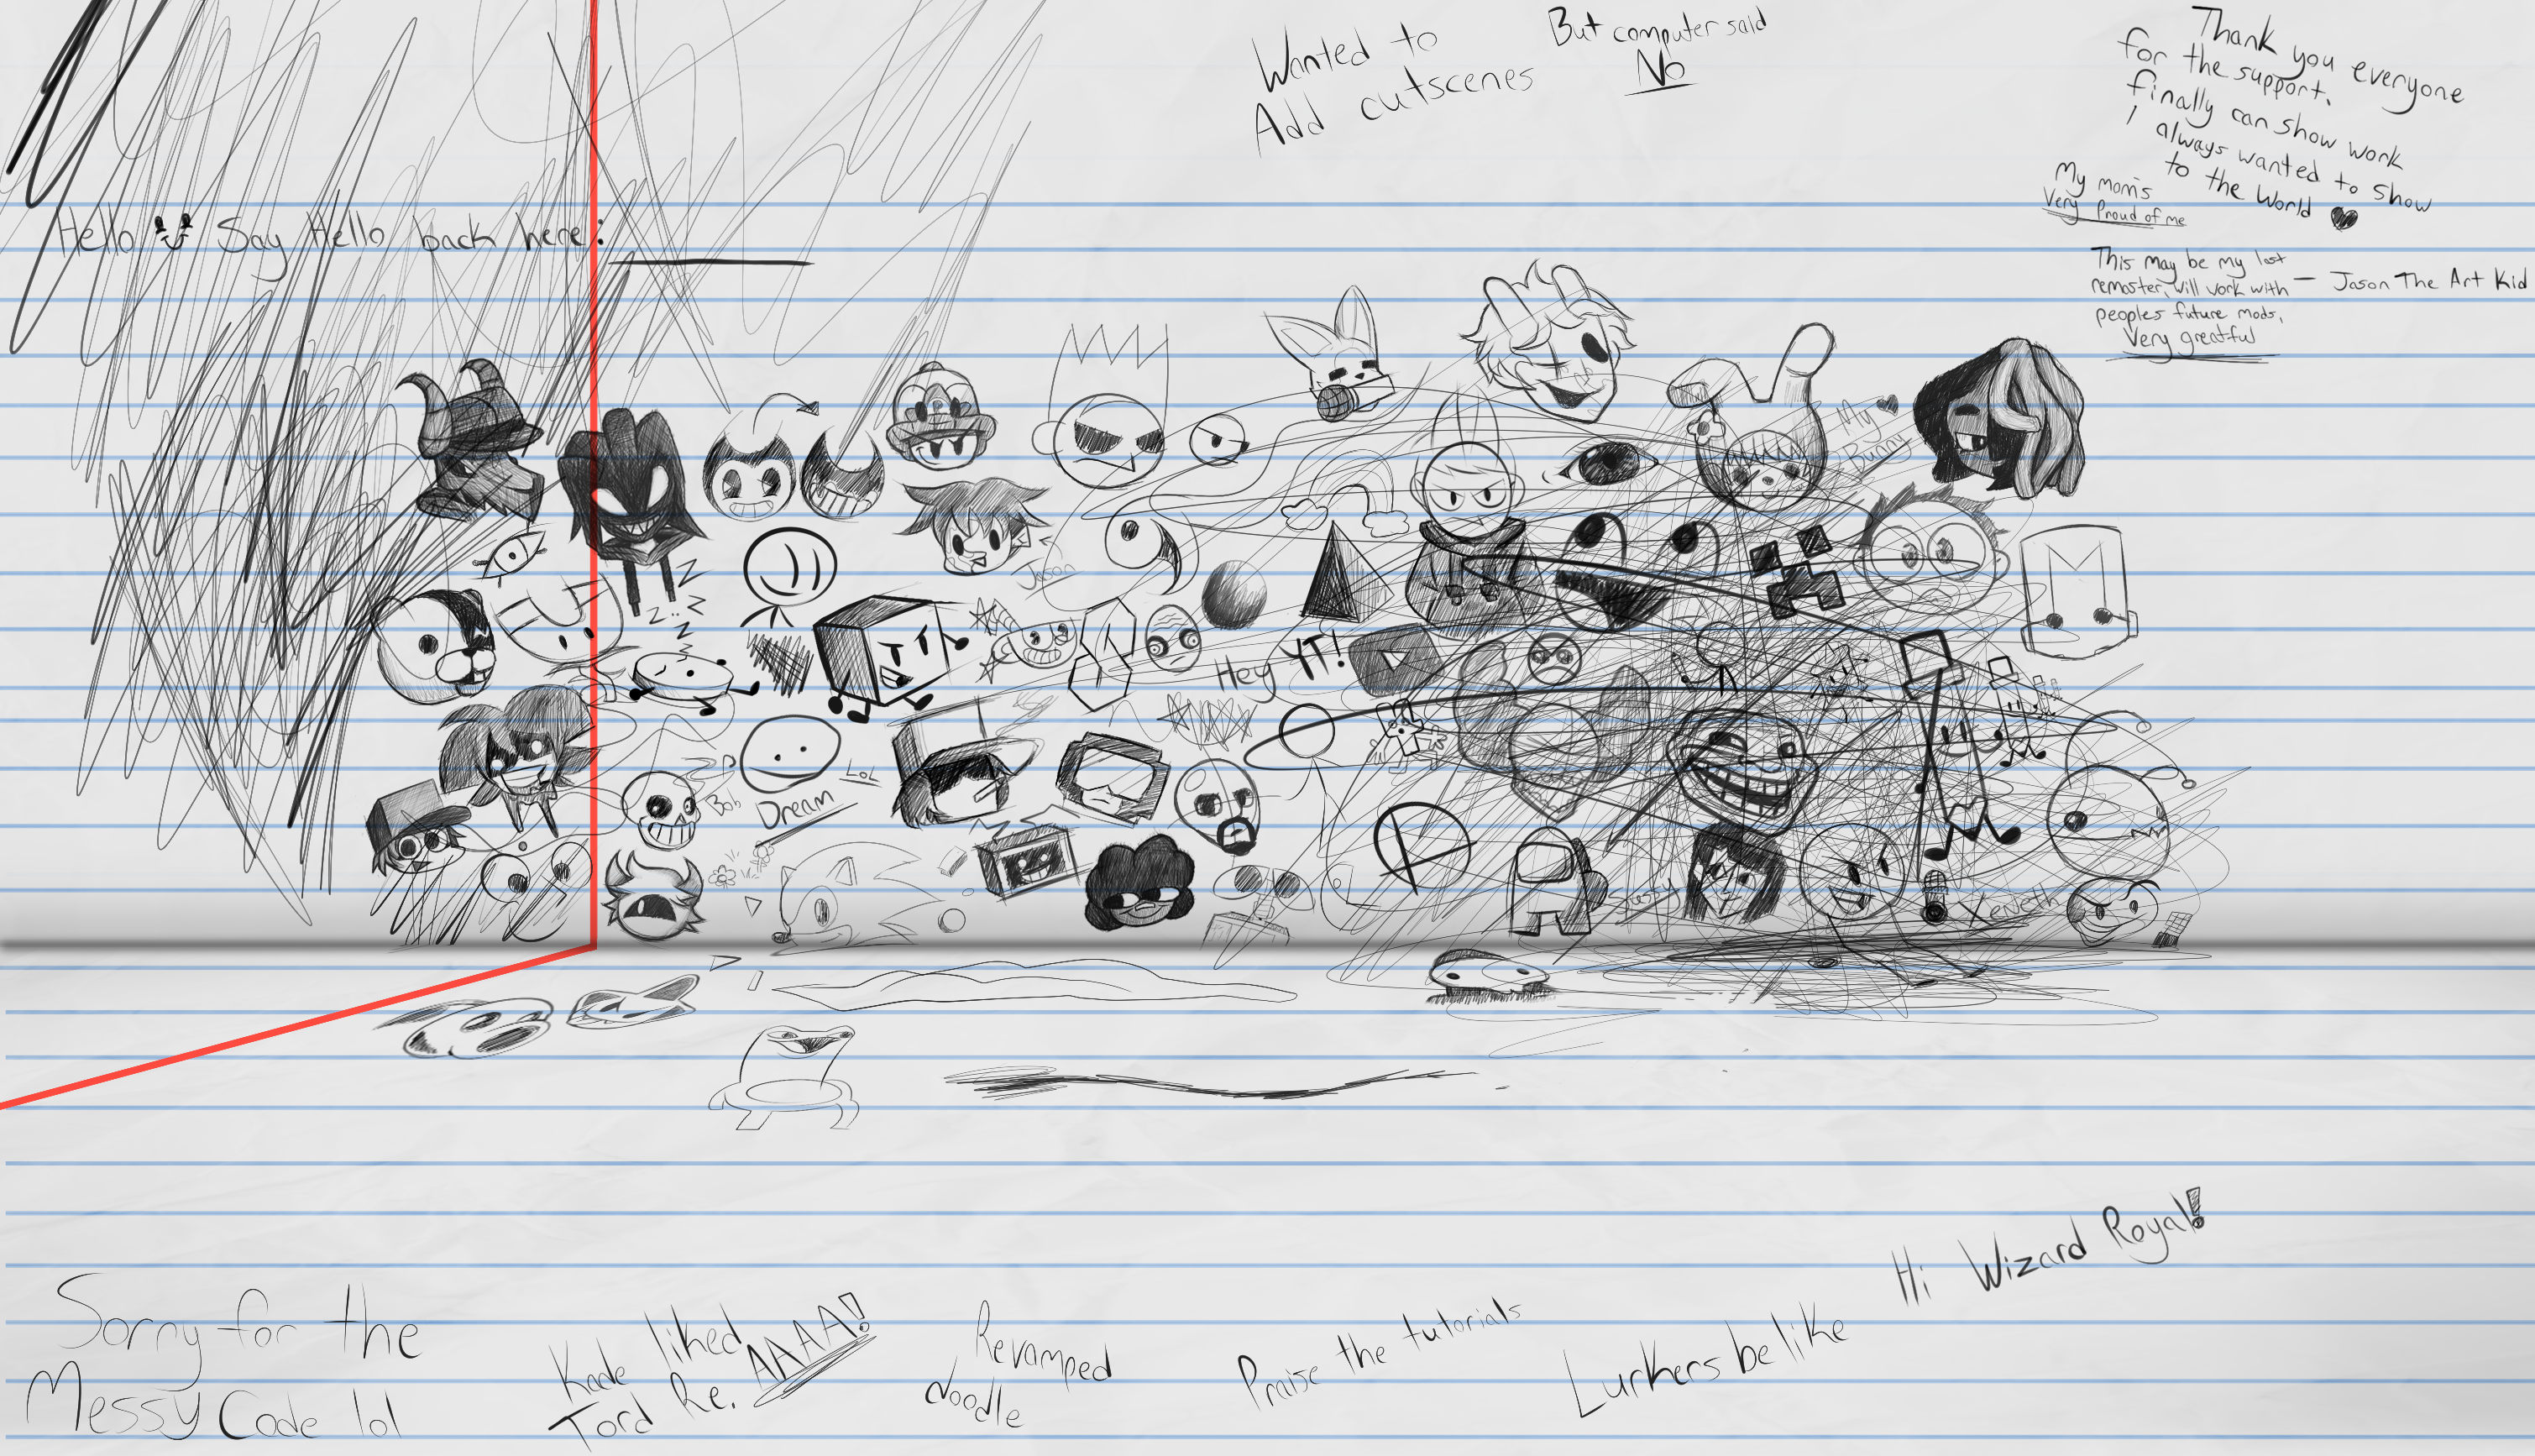 Wanted to
Add cutscenes
But computer said
No
Thank you everyone
for the support.
finally can show work
I always wanted to show
to the World
My mom's
Very Proud of me
This may be my last
remaster, will work with
peoples future mods,
Very greatful
— Jason The Art Kid
Hello Say Hello back here:
My
Bunny
Jason
Hey YT!
Bob
LOL
Dream
Sussy
Xeneth
Sorry for the
Messy Code lol
Kade liked
Tord Re. AAAA!
Revamped
Noodle
Praise the tutorials
Lurkers be like
Hi Wizard Royal!